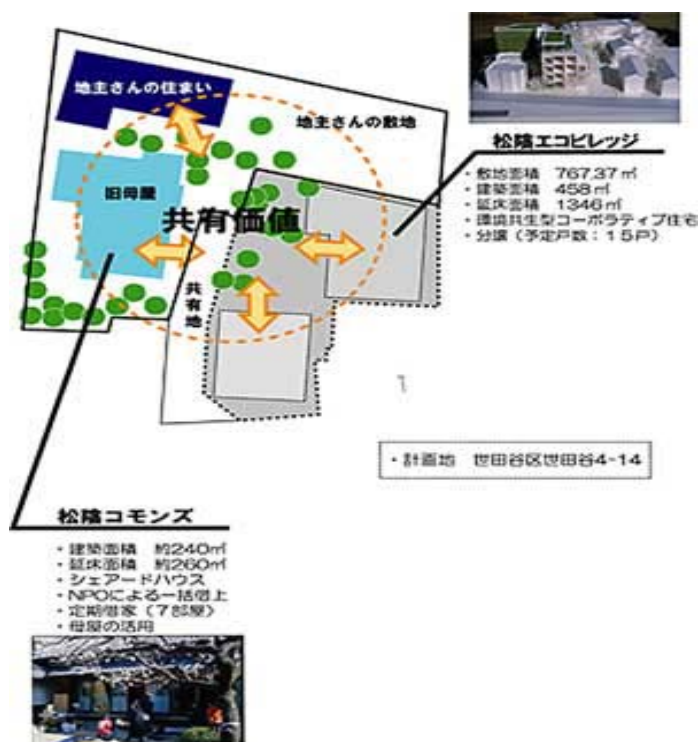 地主さんの住まい
地主さんの敷地
旧母屋
共有価値
共有地
松陰エコビレッジ
・敷地面積 767.37㎡
・建築面積 458㎡
・延床面積 1346㎡
・環境共生型コーポラティブ住宅
・分譲(予定戸数:15戸)
・計画地 世田谷区世田谷4-14
松陰コモンズ
・建築面積 約240㎡
・延床面積 約260㎡
・シェアードハウス
・NPOによる一括借上
・定期借家(7部屋)
・母屋の活用